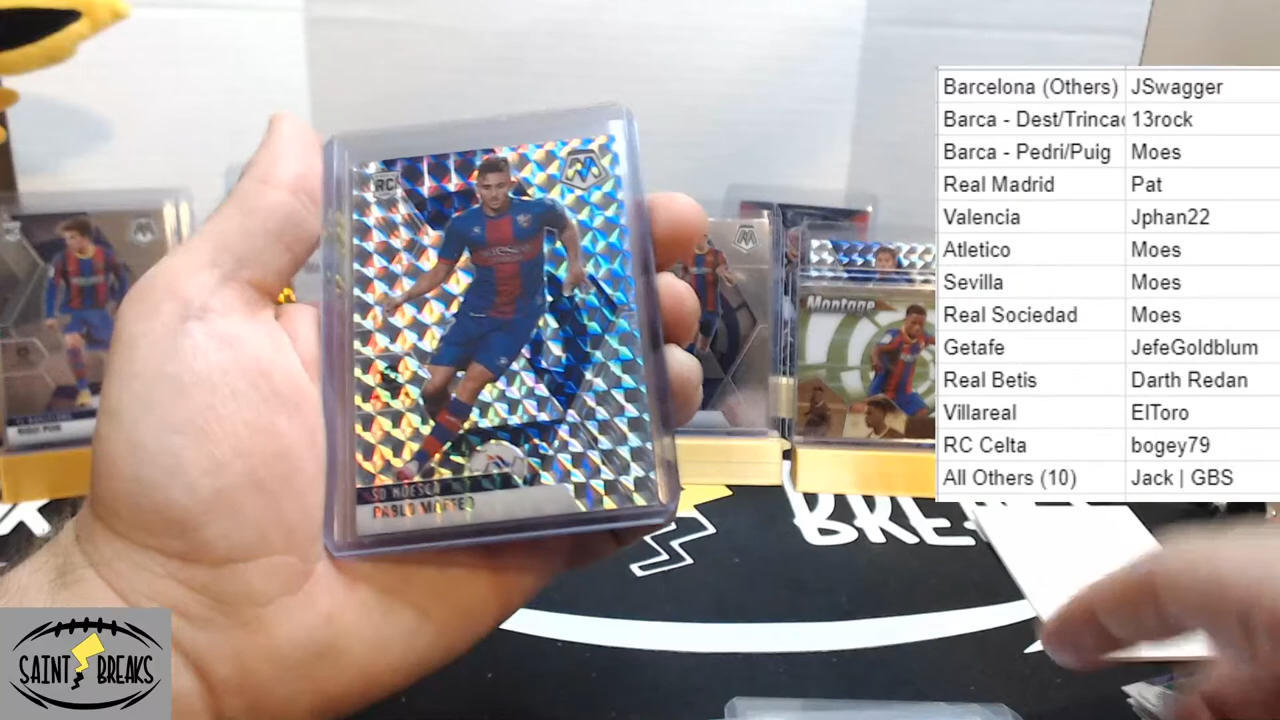 Barcelona (Others) JSwagger
Barca - Dest/Trincao 13rock
Barca - Pedri/Puig Moes
Real Madrid Pat
Valencia Jphan22
Atletico Moes
Sevilla Moes
Real Sociedad Moes
Getafe JefeGoldblum
Real Betis Darth Redan
Villareal ElToro
RC Celta bogey79
All Others (10) Jack | GBS
RC
SD HUESCA
PABLO MAFFEO
Montage
RIQUI PUIG
SAINT BREAKS